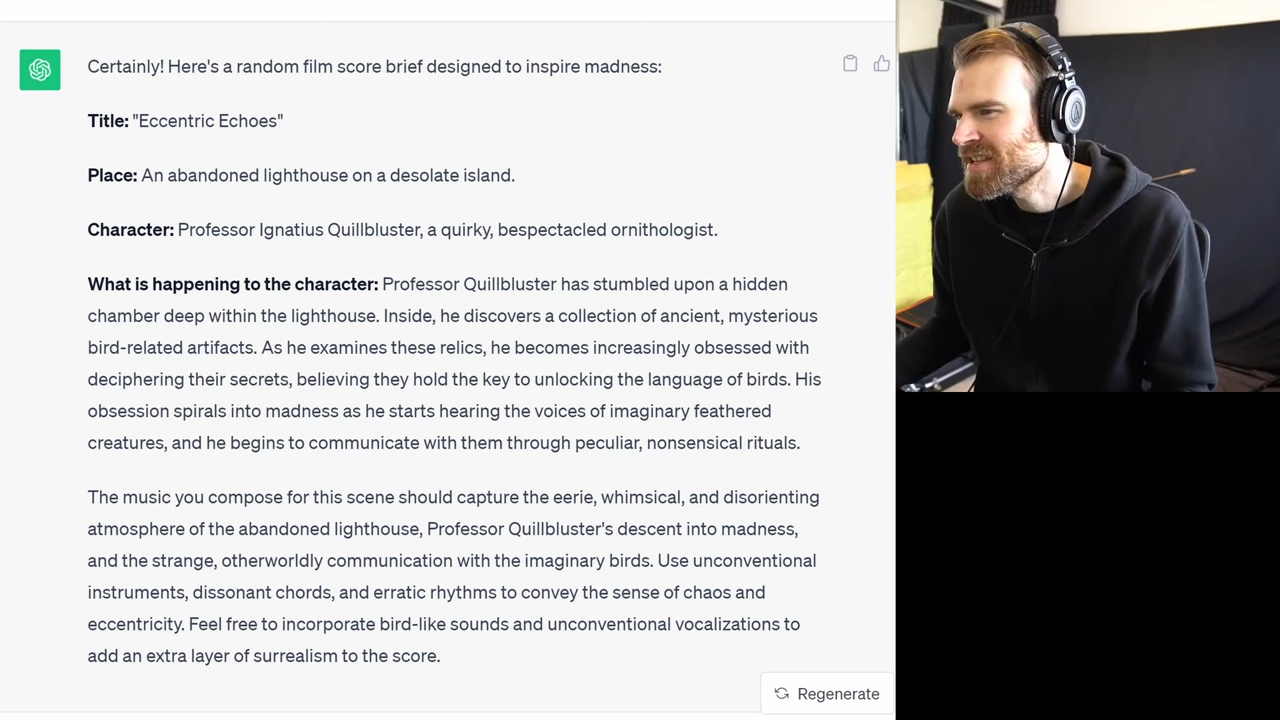 Certainly! Here's a random film score brief designed to inspire madness:
Title: "Eccentric Echoes"
Place: An abandoned lighthouse on a desolate island.
Character: Professor Ignatius Quillbluster, a quirky, bespectacled ornithologist.
What is happening to the character: Professor Quillbluster has stumbled upon a hidden
chamber deep within the lighthouse. Inside, he discovers a collection of ancient, mysterious
bird-related artifacts. As he examines these relics, he becomes increasingly obsessed with
deciphering their secrets, believing they hold the key to unlocking the language of birds. His
obsession spirals into madness as he starts hearing the voices of imaginary feathered
creatures, and he begins to communicate with them through peculiar, nonsensical rituals.
The music you compose for this scene should capture the eerie, whimsical, and disorienting
atmosphere of the abandoned lighthouse, Professor Quillbluster's descent into madness,
and the strange, otherworldly communication with the imaginary birds. Use unconventional
instruments, dissonant chords, and erratic rhythms to convey the sense of chaos and
eccentricity. Feel free to incorporate bird-like sounds and unconventional vocalizations to
add an extra layer of surrealism to the score.
Regenerate